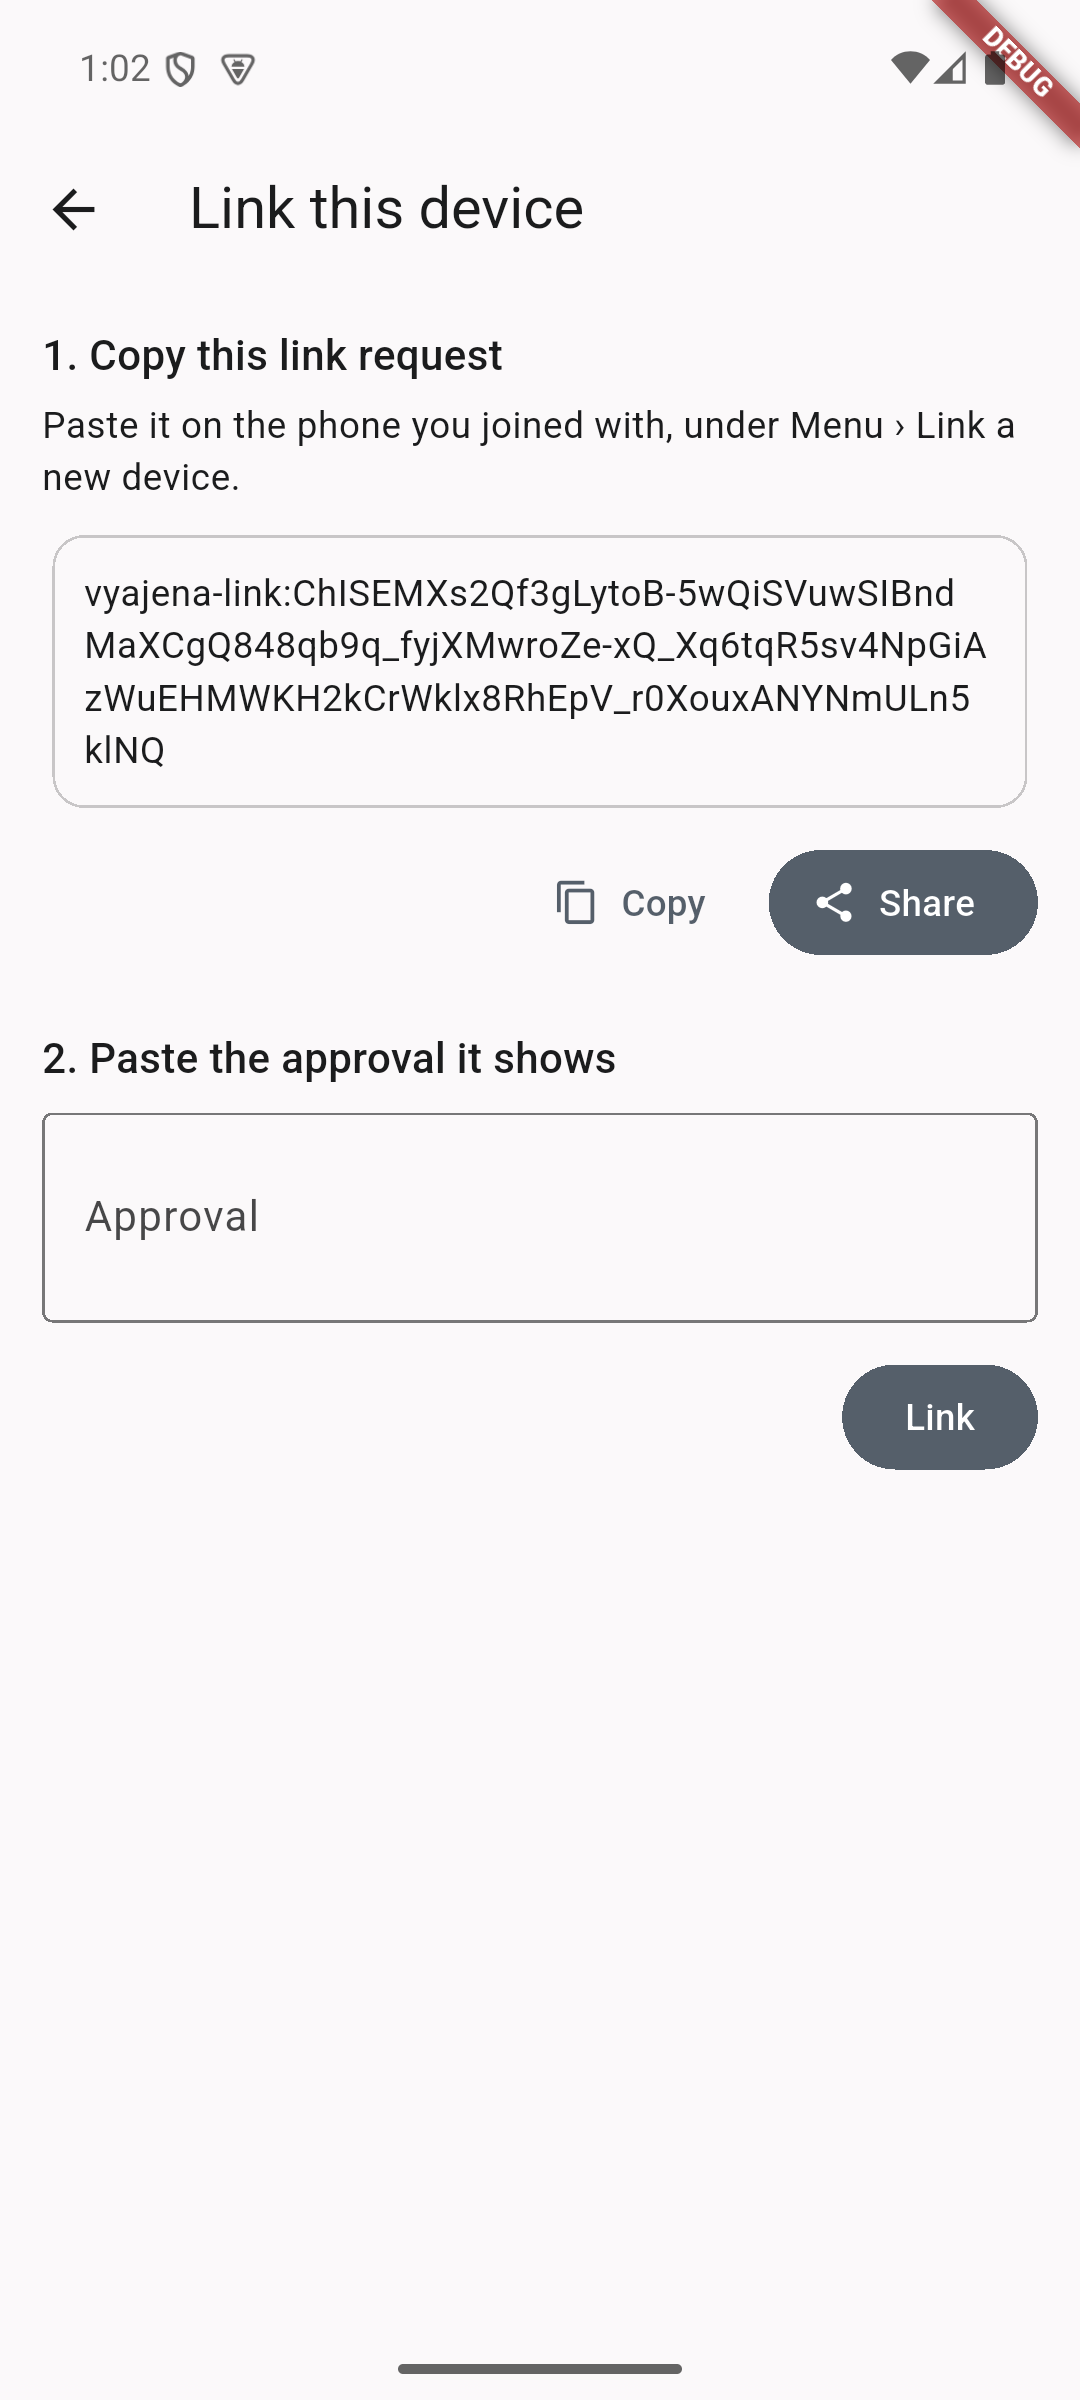 1:02
DEBUG
Link this device
1. Copy this link request
Paste it on the phone you joined with, under Menu › Link a
new device.
vyajena-link:ChISEMXs2Qf3gLytoB-5wQiSVuwSIBnd
MaXCgQ848qb9q_fyjXMwroZe-xQ_Xq6tqR5sv4NpGiA
zWuEHMWKH2kCrWklx8RhEpV_r0XouxANYNmULn5
klNQ
Copy
Share
2. Paste the approval it shows
Approval
Link